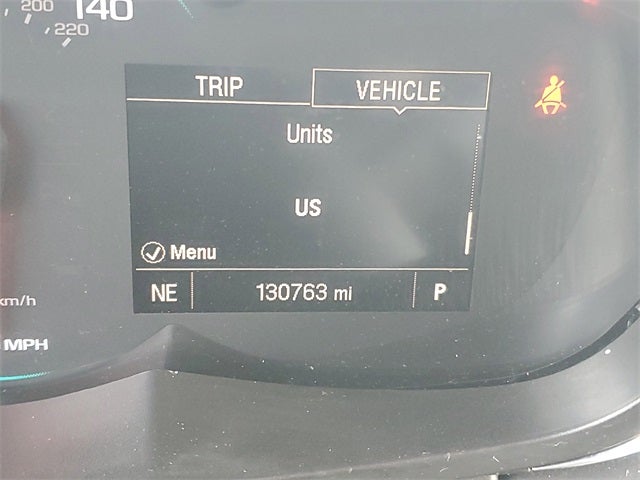 200 140
220
TRIP VEHICLE
Units
US
Menu
NE 130763 mi P
km/h
MPH